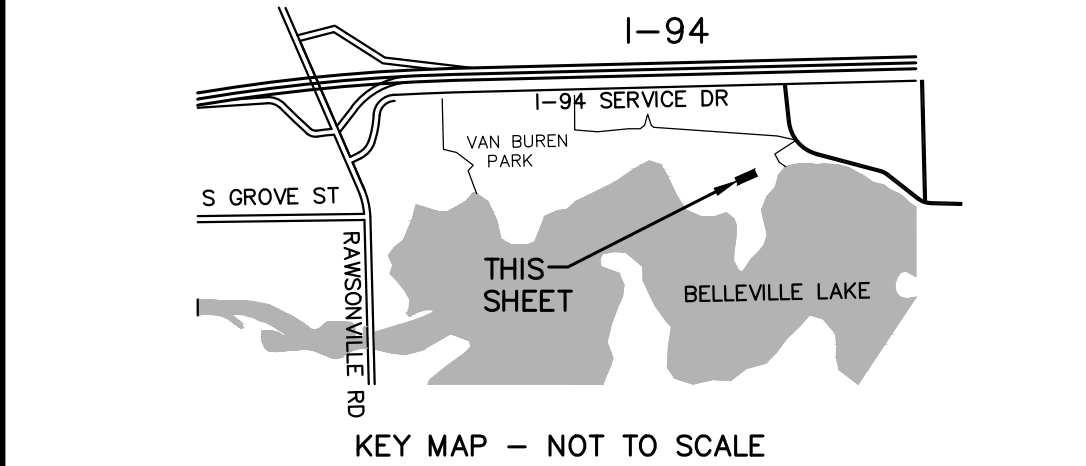 I-94
I-94 SERVICE DR
VAN BUREN
PARK
S GROVE ST
RAWSONVILLE RD
THIS
SHEET
BELLEVILLE LAKE
KEY MAP - NOT TO SCALE